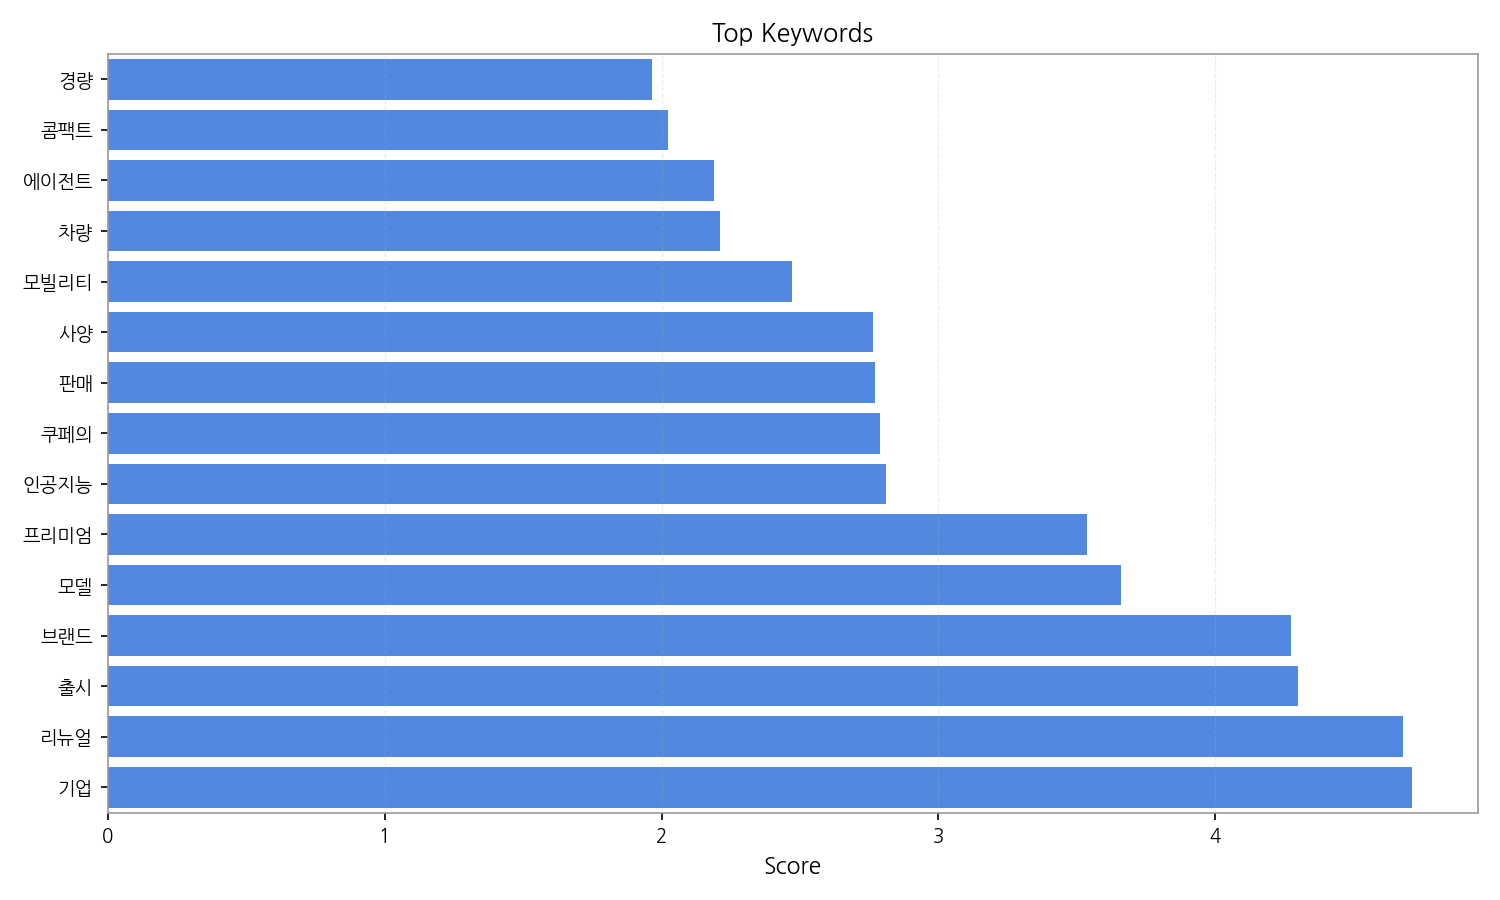 Top Keywords
경량
콤팩트
에이전트
차량
모빌리티
사양
판매
쿠페의
인공지능
프리미엄
모델
브랜드
출시
리뉴얼
기업
0 1 2 3 4
Score